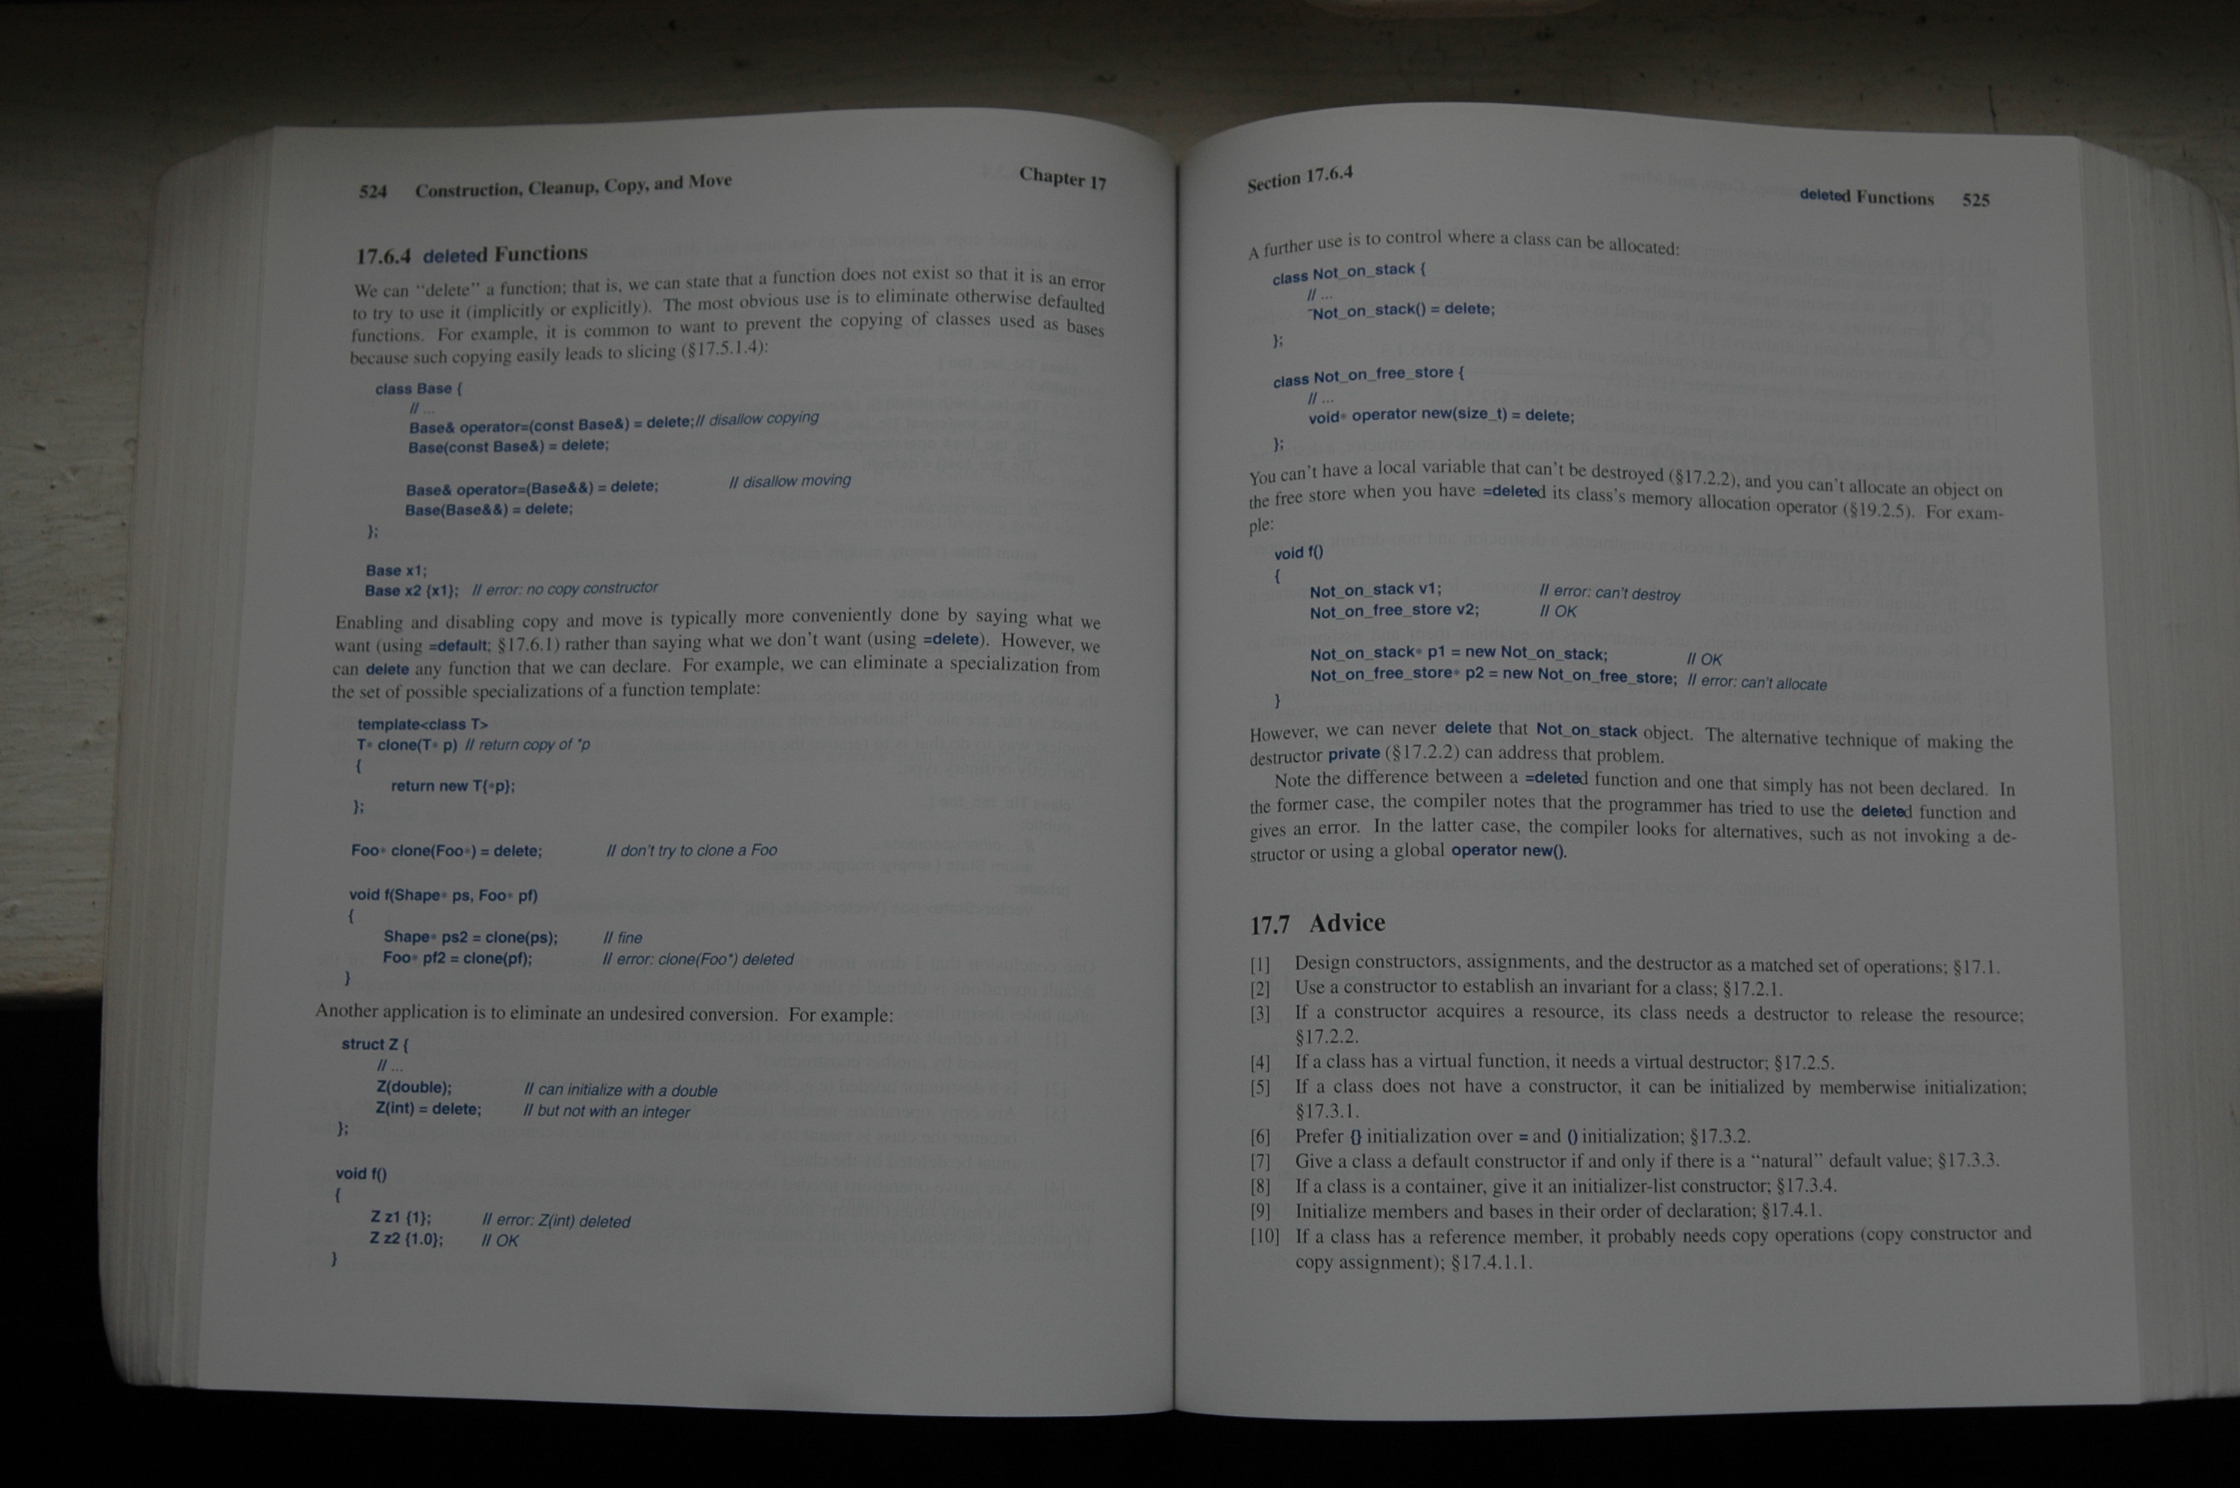 524 Construction, Cleanup, Copy, and Move Chapter 17
17.6.4 deleted Functions
We can “delete” a function; that is, we can state that a function does not exist so that it is an error
to try to use it (implicitly or explicitly). The most obvious use is to eliminate otherwise defaulted
functions. For example, it is common to want to prevent the copying of classes used as bases
because such copying easily leads to slicing (§17.5.1.4):
class Base {
// ...
Base& operator=(const Base&) = delete;// disallow copying
Base(const Base&) = delete;
Base& operator=(Base&&) = delete; // disallow moving
Base(Base&&) = delete;
};
Base x1;
Base x2 {x1}; // error: no copy constructor
Enabling and disabling copy and move is typically more conveniently done by saying what we
want (using =default; §17.6.1) rather than saying what we don’t want (using =delete). However, we
can delete any function that we can declare. For example, we can eliminate a specialization from
the set of possible specializations of a function template:
template<class T>
T* clone(T* p) // return copy of *p
{
return new T{*p};
};
Foo* clone(Foo*) = delete; // don’t try to clone a Foo
void f(Shape* ps, Foo* pf)
{
Shape* ps2 = clone(ps); // fine
Foo* pf2 = clone(pf); // error: clone(Foo*) deleted
}
Another application is to eliminate an undesired conversion. For example:
struct Z {
// ...
Z(double); // can initialize with a double
Z(int) = delete; // but not with an integer
};
void f()
{
Z z1 {1}; // error: Z(int) deleted
Z z2 {1.0}; // OK
}
Section 17.6.4 deleted Functions 525
A further use is to control where a class can be allocated:
class Not_on_stack {
// ...
~Not_on_stack() = delete;
};
class Not_on_free_store {
// ...
void* operator new(size_t) = delete;
};
You can’t have a local variable that can’t be destroyed (§17.2.2), and you can’t allocate an object on
the free store when you have =deleted its class’s memory allocation operator (§19.2.5). For exam-
ple:
void f()
{
Not_on_stack v1; // error: can’t destroy
Not_on_free_store v2; // OK
Not_on_stack* p1 = new Not_on_stack; // OK
Not_on_free_store* p2 = new Not_on_free_store; // error: can’t allocate
}
However, we can never delete that Not_on_stack object. The alternative technique of making the
destructor private (§17.2.2) can address that problem.
Note the difference between a =deleted function and one that simply has not been declared. In
the former case, the compiler notes that the programmer has tried to use the deleted function and
gives an error. In the latter case, the compiler looks for alternatives, such as not invoking a de-
structor or using a global operator new().
17.7 Advice
[1] Design constructors, assignments, and the destructor as a matched set of operations; §17.1.
[2] Use a constructor to establish an invariant for a class; §17.2.1.
[3] If a constructor acquires a resource, its class needs a destructor to release the resource;
§17.2.2.
[4] If a class has a virtual function, it needs a virtual destructor; §17.2.5.
[5] If a class does not have a constructor, it can be initialized by memberwise initialization;
§17.3.1.
[6] Prefer {} initialization over = and () initialization; §17.3.2.
[7] Give a class a default constructor if and only if there is a “natural” default value; §17.3.3.
[8] If a class is a container, give it an initializer-list constructor; §17.3.4.
[9] Initialize members and bases in their order of declaration; §17.4.1.
[10] If a class has a reference member, it probably needs copy operations (copy constructor and
copy assignment); §17.4.1.1.